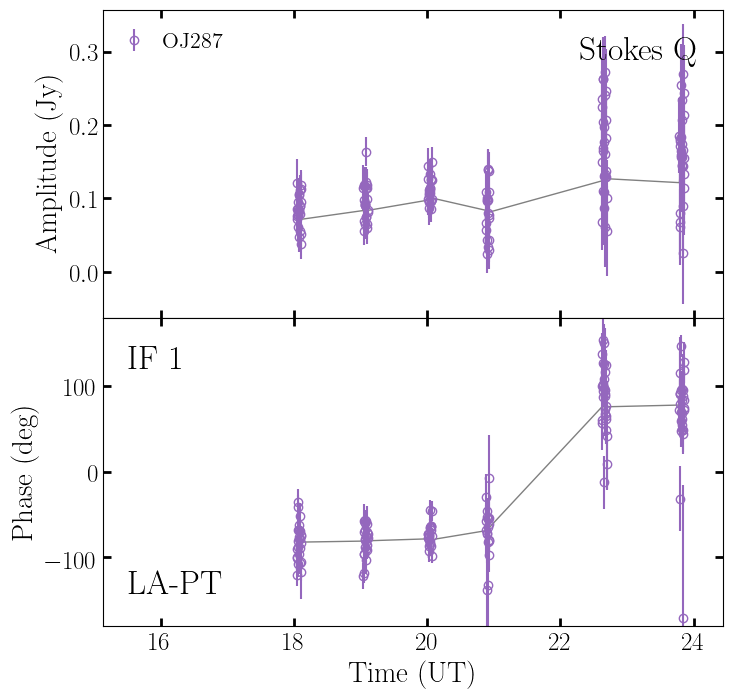 OJ287
Stokes Q
0.3
0.2
0.1
0.0
Amplitude (Jy)
IF 1
100
0
−100
Phase (deg)
LA-PT
16 18 20 22 24
Time (UT)